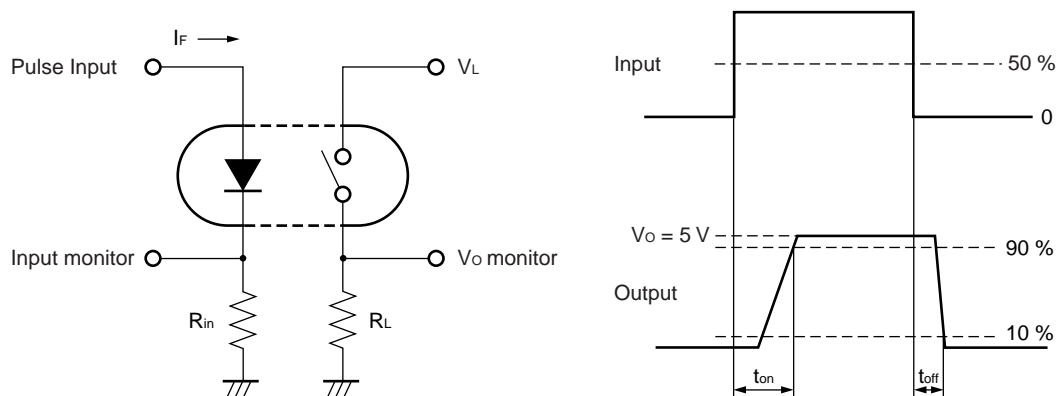 IF
Pulse Input
VL
Input monitor
VO monitor
Rin
RL
Input
50 %
0
VO = 5 V
90 %
Output
10 %
ton
toff